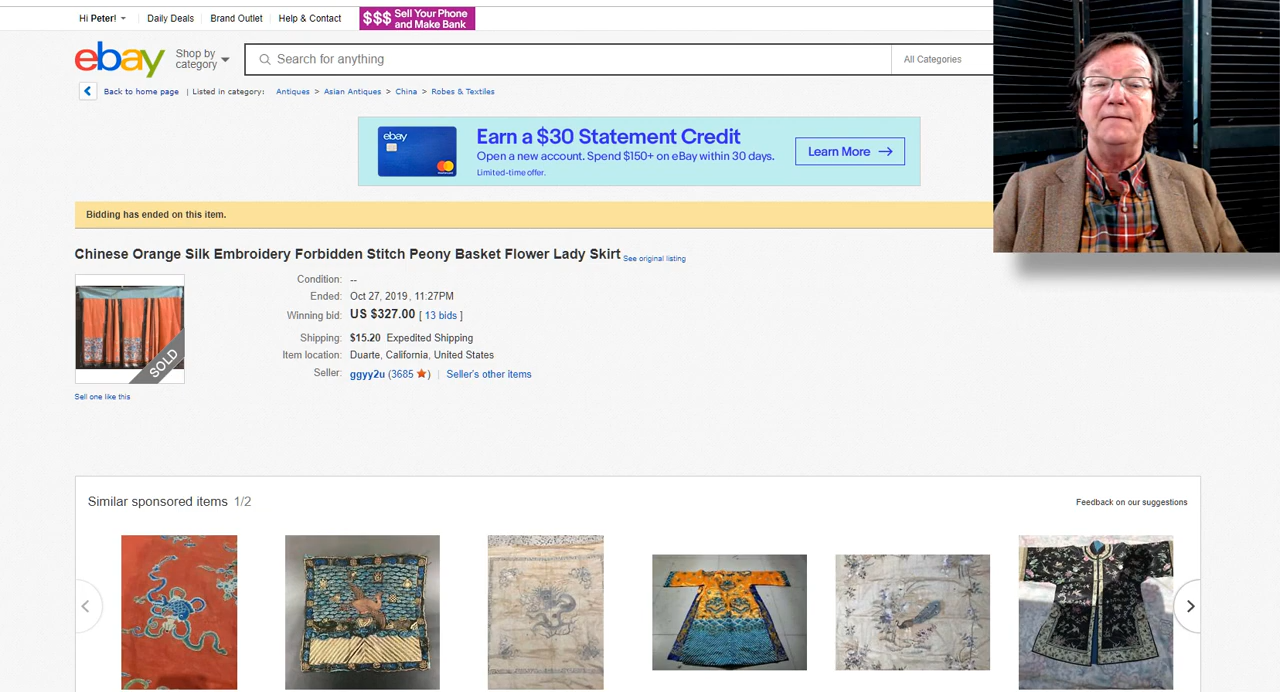 Hi Peter!
Daily Deals
Brand Outlet
Help & Contact
$$$ Sell Your Phone
and Make Bank
ebay
Shop by
category
Search for anything
All Categories
Back to home page | Listed in category: Antiques > Asian Antiques > China > Robes & Textiles
ebay
Earn a $30 Statement Credit
Open a new account. Spend $150+ on eBay within 30 days.
Limited-time offer.
Learn More
Bidding has ended on this item.
Chinese Orange Silk Embroidery Forbidden Stitch Peony Basket Flower Lady Skirt See original listing
SOLD
Sell one like this
Condition: --
Ended: Oct 27, 2019, 11:27PM
Winning bid: US $327.00 [ 13 bids ]
Shipping: $15.20 Expedited Shipping
Item location: Duarte, California, United States
Seller: ggyy2u (3685 ) | Seller's other items
Similar sponsored items 1/2
Feedback on our suggestions